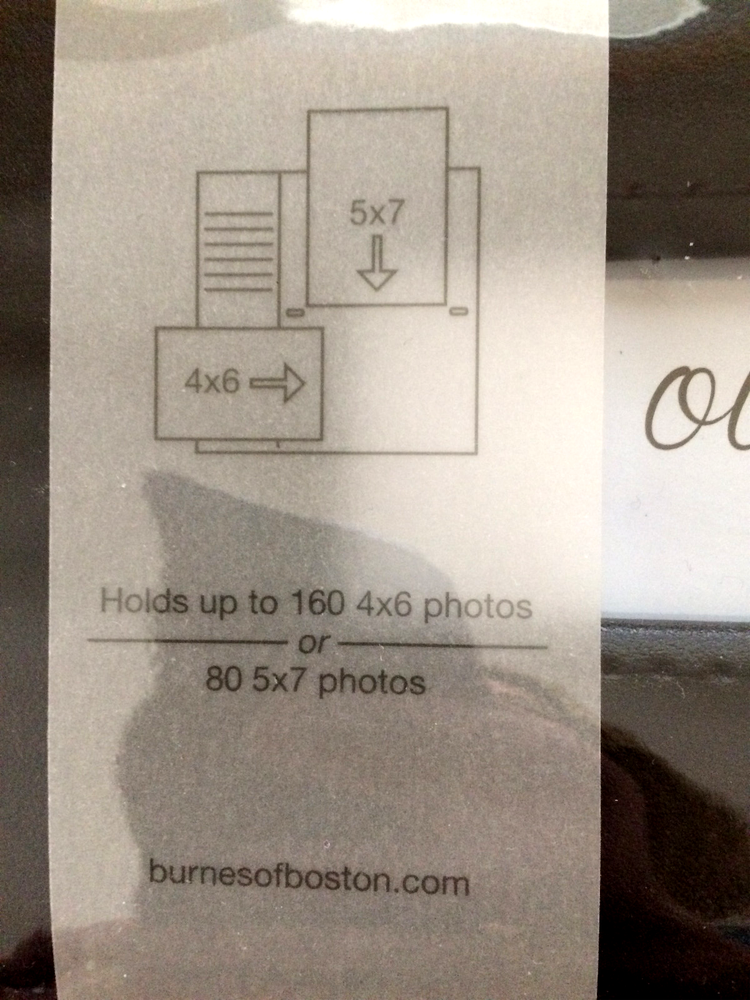 5x7
4x6
Holds up to 160 4x6 photos
or
80 5x7 photos
burnesofboston.com